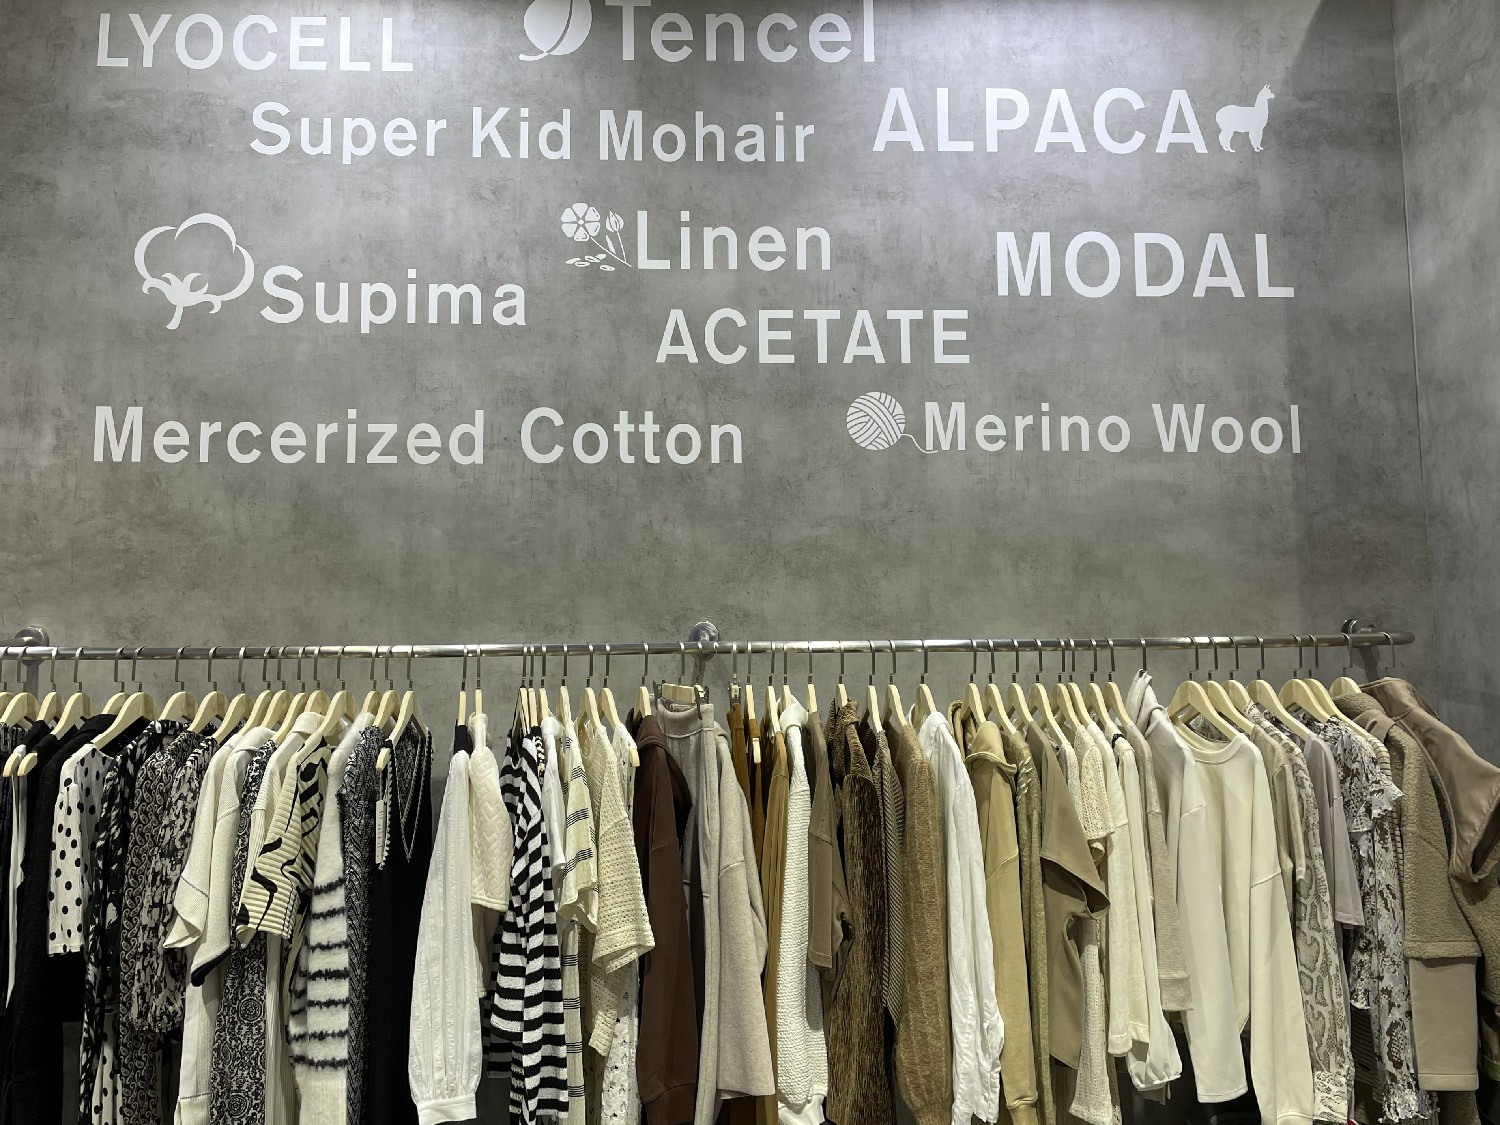 LYOCELL
Tencel
Super Kid Mohair
ALPACA
Linen
Supima
MODAL
ACETATE
Mercerized Cotton
Merino Wool